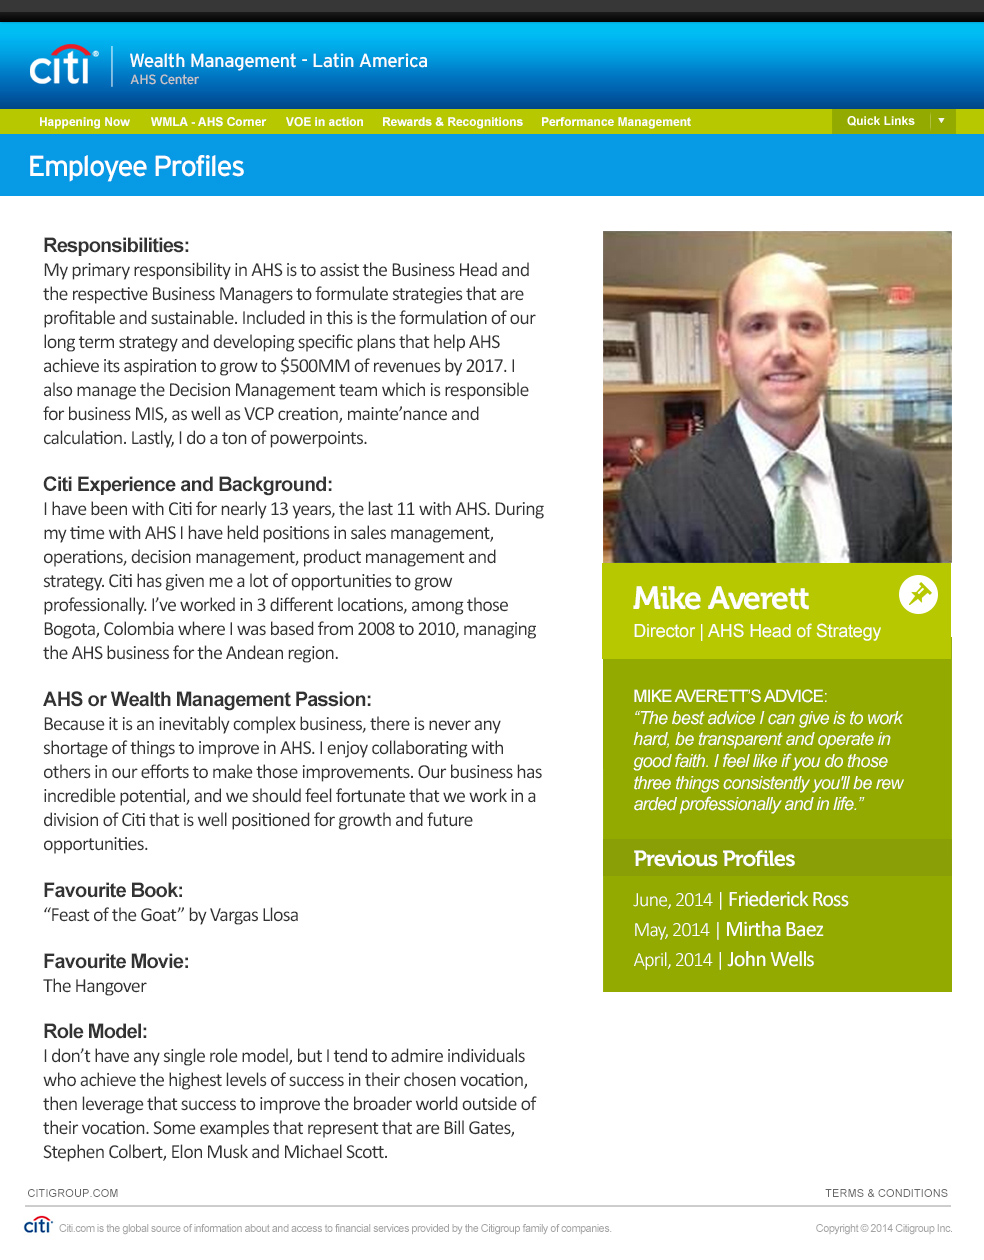 citi®
Wealth Management - Latin America
AHS Center
Happening Now
WMLA - AHS Corner
VOE in action
Rewards & Recognitions
Performance Management
Quick Links
Employee Profiles
Responsibilities:
My primary responsibility in AHS is to assist the Business Head and
the respective Business Managers to formulate strategies that are
profitable and sustainable. Included in this is the formulation of our
long term strategy and developing specific plans that help AHS
achieve its aspiration to grow to $500MM of revenues by 2017. I
also manage the Decision Management team which is responsible
for business MIS, as well as VCP creation, mainte’nance and
calculation. Lastly, I do a ton of powerpoints.
Citi Experience and Background:
I have been with Citi for nearly 13 years, the last 11 with AHS. During
my time with AHS I have held positions in sales management,
operations, decision management, product management and
strategy. Citi has given me a lot of opportunities to grow
professionally. I’ve worked in 3 different locations, among those
Bogota, Colombia where I was based from 2008 to 2010, managing
the AHS business for the Andean region.
AHS or Wealth Management Passion:
Because it is an inevitably complex business, there is never any
shortage of things to improve in AHS. I enjoy collaborating with
others in our efforts to make those improvements. Our business has
incredible potential, and we should feel fortunate that we work in a
division of Citi that is well positioned for growth and future
opportunities.
Favourite Book:
“Feast of the Goat” by Vargas Llosa
Favourite Movie:
The Hangover
Role Model:
I don’t have any single role model, but I tend to admire individuals
who achieve the highest levels of success in their chosen vocation,
then leverage that success to improve the broader world outside of
their vocation. Some examples that represent that are Bill Gates,
Stephen Colbert, Elon Musk and Michael Scott.
Mike Averett
Director | AHS Head of Strategy
MIKE AVERETT’S ADVICE:
“The best advice I can give is to work
hard, be transparent and operate in
good faith. I feel like if you do those
three things consistently you'll be rew
arded professionally and in life.”
Previous Profiles
June, 2014 | Friederick Ross
May, 2014 | Mirtha Baez
April, 2014 | John Wells
CITIGROUP.COM
TERMS & CONDITIONS
citi
Citi.com is the global source of information about and access to financial services provided by the Citigroup family of companies.
Copyright © 2014 Citigroup Inc.